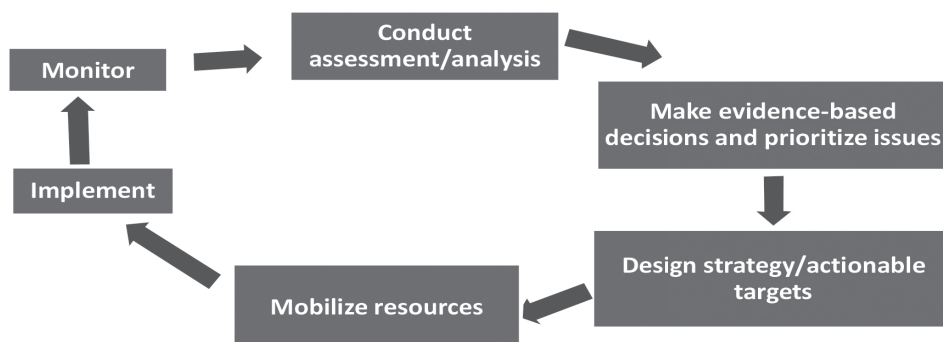 Conduct
assessment/analysis
Make evidence-based
decisions and prioritize issues
Design strategy/actionable
targets
Mobilize resources
Implement
Monitor